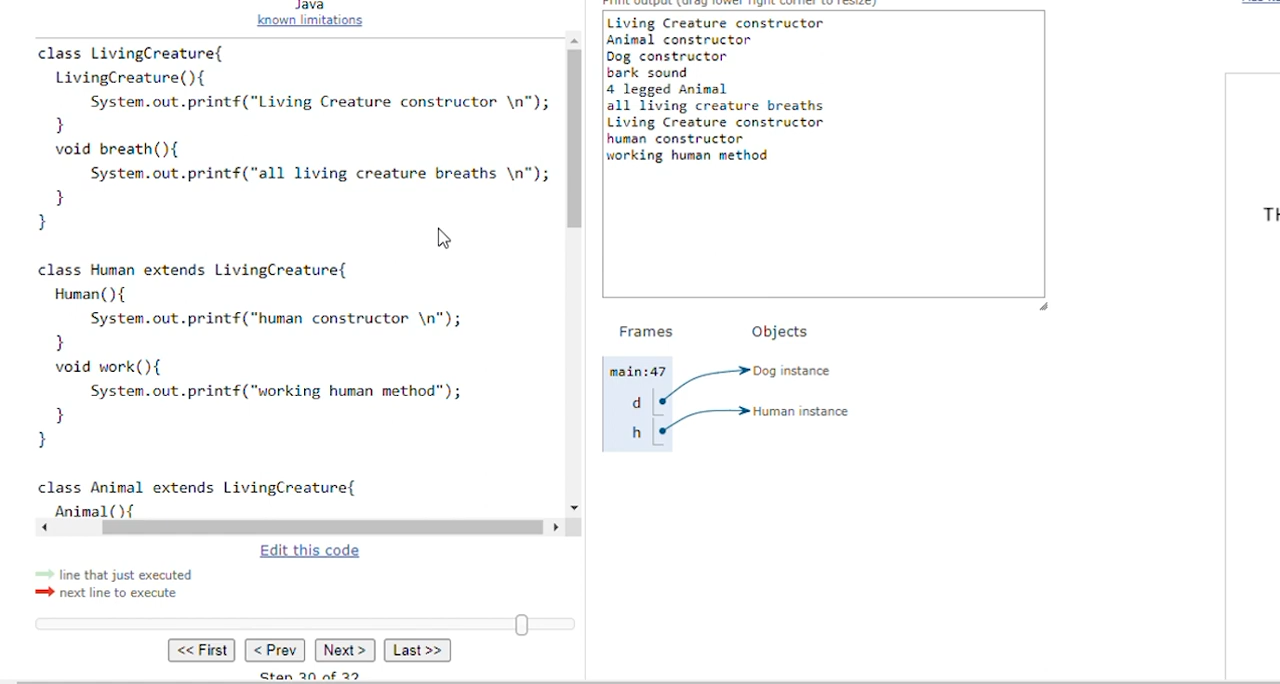 Java
known limitations
class LivingCreature{
LivingCreature(){
System.out.printf("Living Creature constructor \n");
}
void breath(){
System.out.printf("all living creature breaths \n");
}
}
class Human extends LivingCreature{
Human(){
System.out.printf("human constructor \n");
}
void work(){
System.out.printf("working human method");
}
}
class Animal extends LivingCreature{
Animal(){
Edit this code
line that just executed
next line to execute
<< First
< Prev
Next >
Last >>
Step 30 of 32
Print output (drag lower right corner to resize)
Living Creature constructor
Animal constructor
Dog constructor
bark sound
4 legged Animal
all living creature breaths
Living Creature constructor
human constructor
working human method
Frames
Objects
main:47
d
h
Dog instance
Human instance